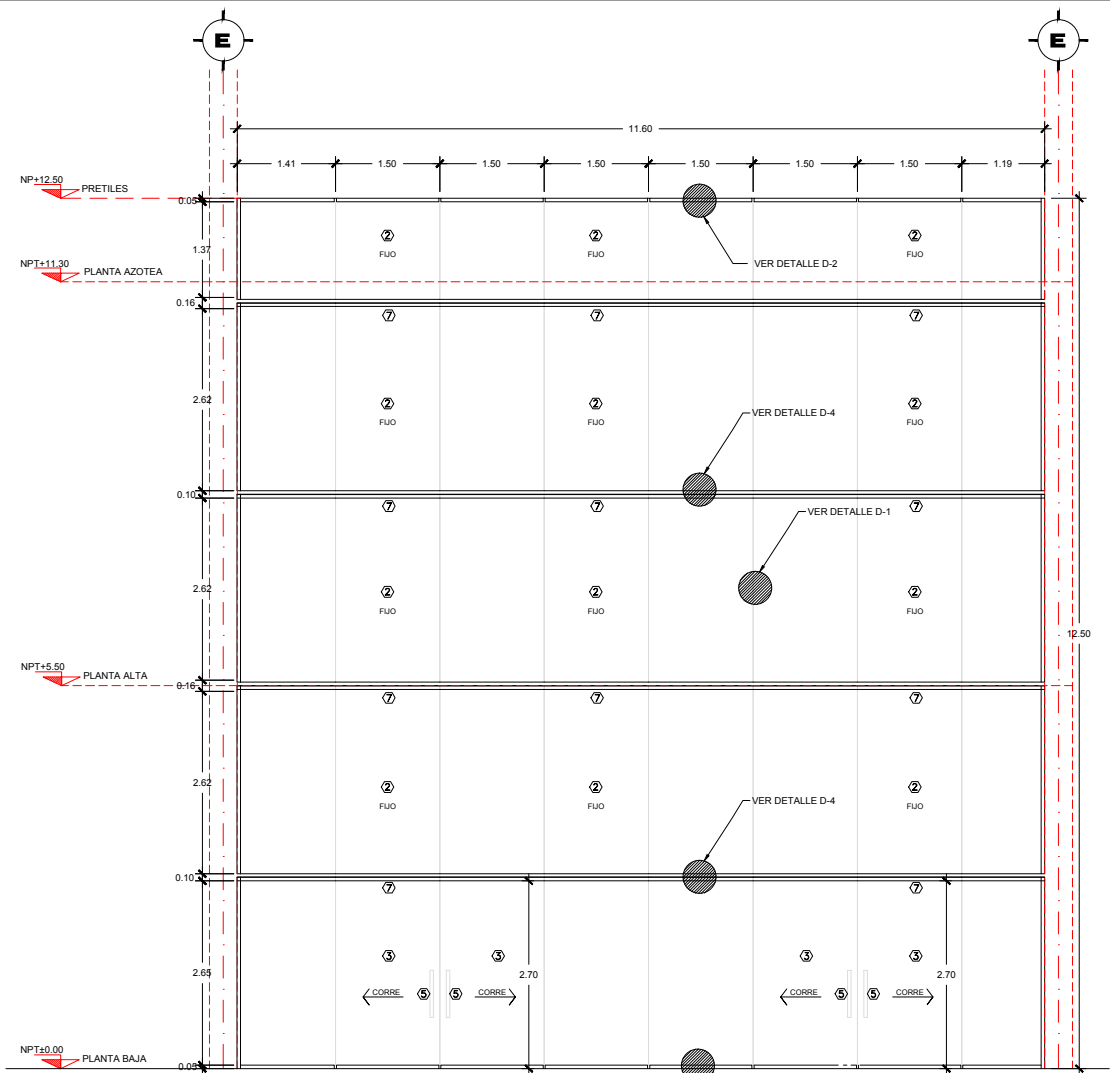 E E
11.60
1.41 1.50 1.50 1.50 1.50 1.50 1.50 1.19
NP+12.50
PRETILES
0.05
2 2 2
1.37
FIJO FIJO FIJO
VER DETALLE D-2
NPT+11.30
PLANTA AZOTEA
0.16
7 7 7
2.62
2 2 2
VER DETALLE D-4
FIJO FIJO FIJO
0.10
7 7 7
VER DETALLE D-1
2.62
2 2 2
FIJO FIJO FIJO
12.50
NPT+5.50
PLANTA ALTA
0.16
7 7 7
2.62
2 2 2
VER DETALLE D-4
FIJO FIJO FIJO
0.10
7 7
3 3 3 3
2.65 2.70 2.70
CORRE 5 5 CORRE CORRE 5 5 CORRE
NPT±0.00
PLANTA BAJA
0.05